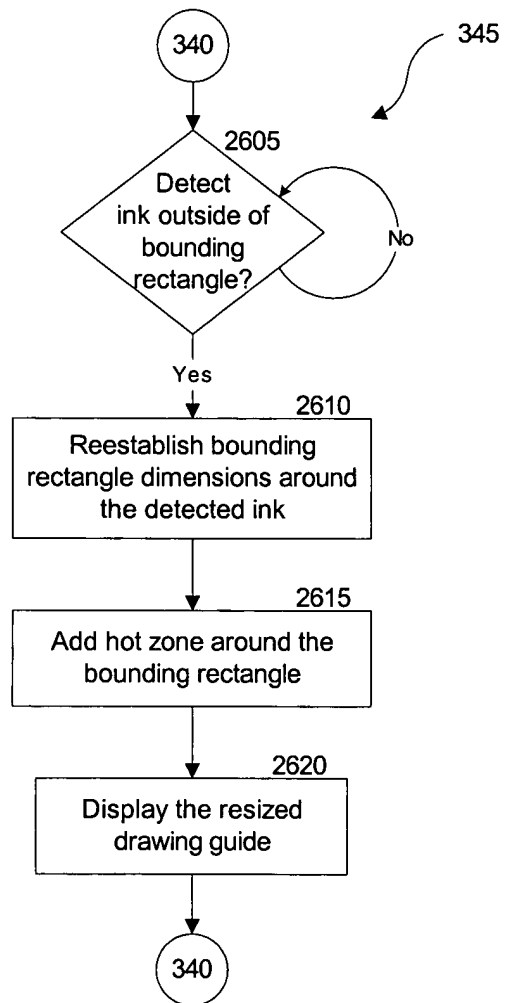 340
345
2605
Detect
ink outside of
bounding
rectangle?
No
Yes
2610
Reestablish bounding
rectangle dimensions around
the detected ink
2615
Add hot zone around the
bounding rectangle
2620
Display the resized
drawing guide
340